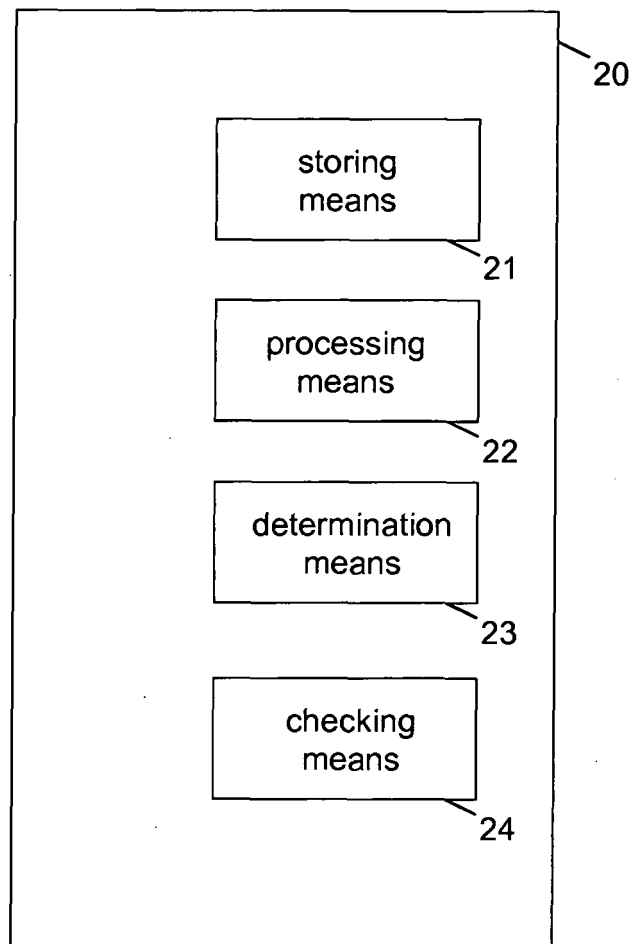 20
storing
means
21
processing
means
22
determination
means
23
checking
means
24